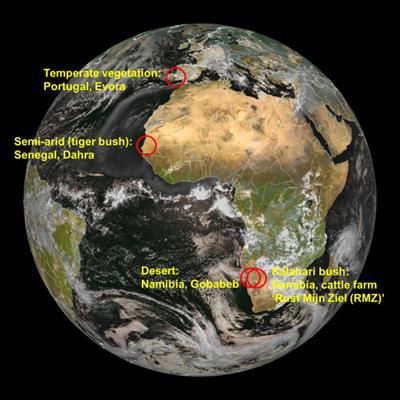 Temperate vegetation:
Portugal, Evora
Semi-arid (tiger bush):
Senegal, Dahra
Desert:
Namibia, Gobabeb
Kalahari bush:
Namibia, cattle farm
‘Rust Mijn Ziel (RMZ)’